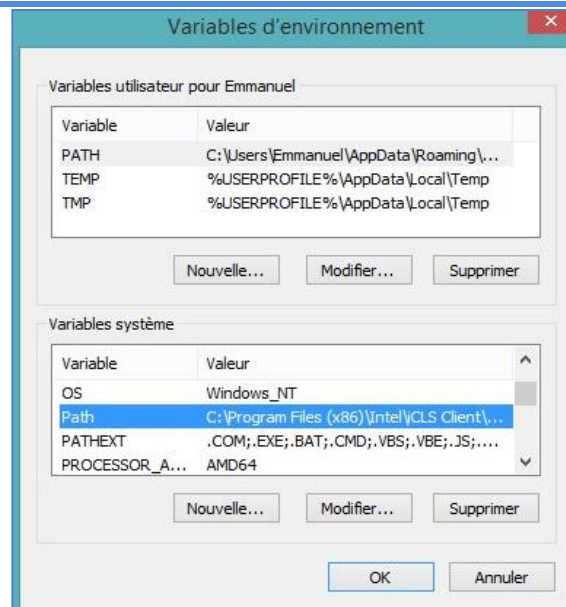 Variables d'environnement
Variables utilisateur pour Emmanuel
Variable Valeur
PATH C:\Users\Emmanuel\AppData\Roaming\...
TEMP %USERPROFILE%\AppData\Local\Temp
TMP %USERPROFILE%\AppData\Local\Temp
Nouvelle... Modifier... Supprimer
Variables système
Variable Valeur
OS Windows_NT
Path C:\Program Files (x86)\Intel\iCLS Client\...
PATHEXT .COM;.EXE;.BAT;.CMD;.VBS;.VBE;.JS;....
PROCESSOR_A... AMD64
Nouvelle... Modifier... Supprimer
OK Annuler